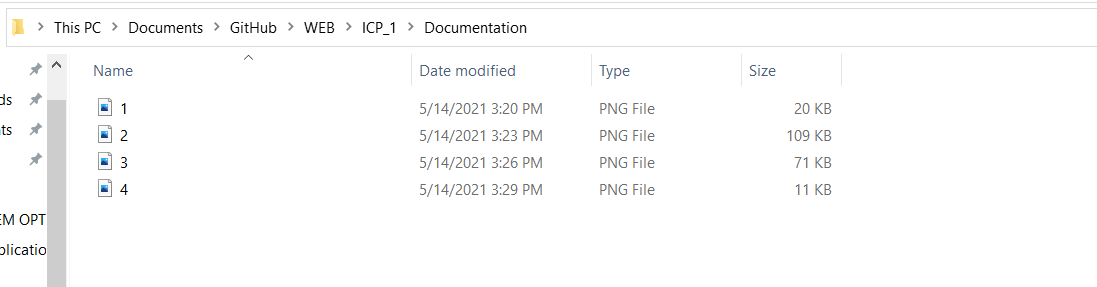 This PC > Documents > GitHub > WEB > ICP_1 > Documentation
Name Date modified Type Size
ds 1 5/14/2021 3:20 PM PNG File 20 KB
nts 2 5/14/2021 3:23 PM PNG File 109 KB
3 5/14/2021 3:26 PM PNG File 71 KB
4 5/14/2021 3:29 PM PNG File 11 KB
EM OPT
plicatio